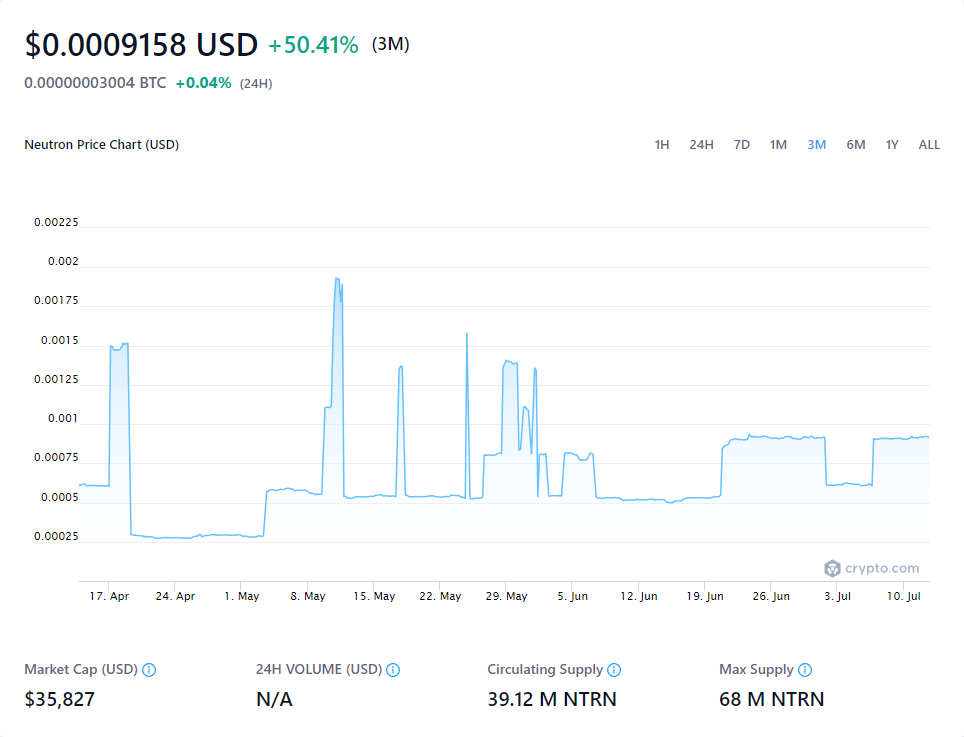 $0.0009158 USD +50.41% (3M)
0.00000003004 BTC +0.04% (24H)
Neutron Price Chart (USD)
1H 24H 7D 1M 3M 6M 1Y ALL
0.00225
0.002
0.00175
0.0015
0.00125
0.001
0.00075
0.0005
0.00025
crypto.com
17. Apr 24. Apr 1. May 8. May 15. May 22. May 29. May 5. Jun 12. Jun 19. Jun 26. Jun 3. Jul 10. Jul
Market Cap (USD) 24H VOLUME (USD) Circulating Supply Max Supply
$35,827 N/A 39.12 M NTRN 68 M NTRN